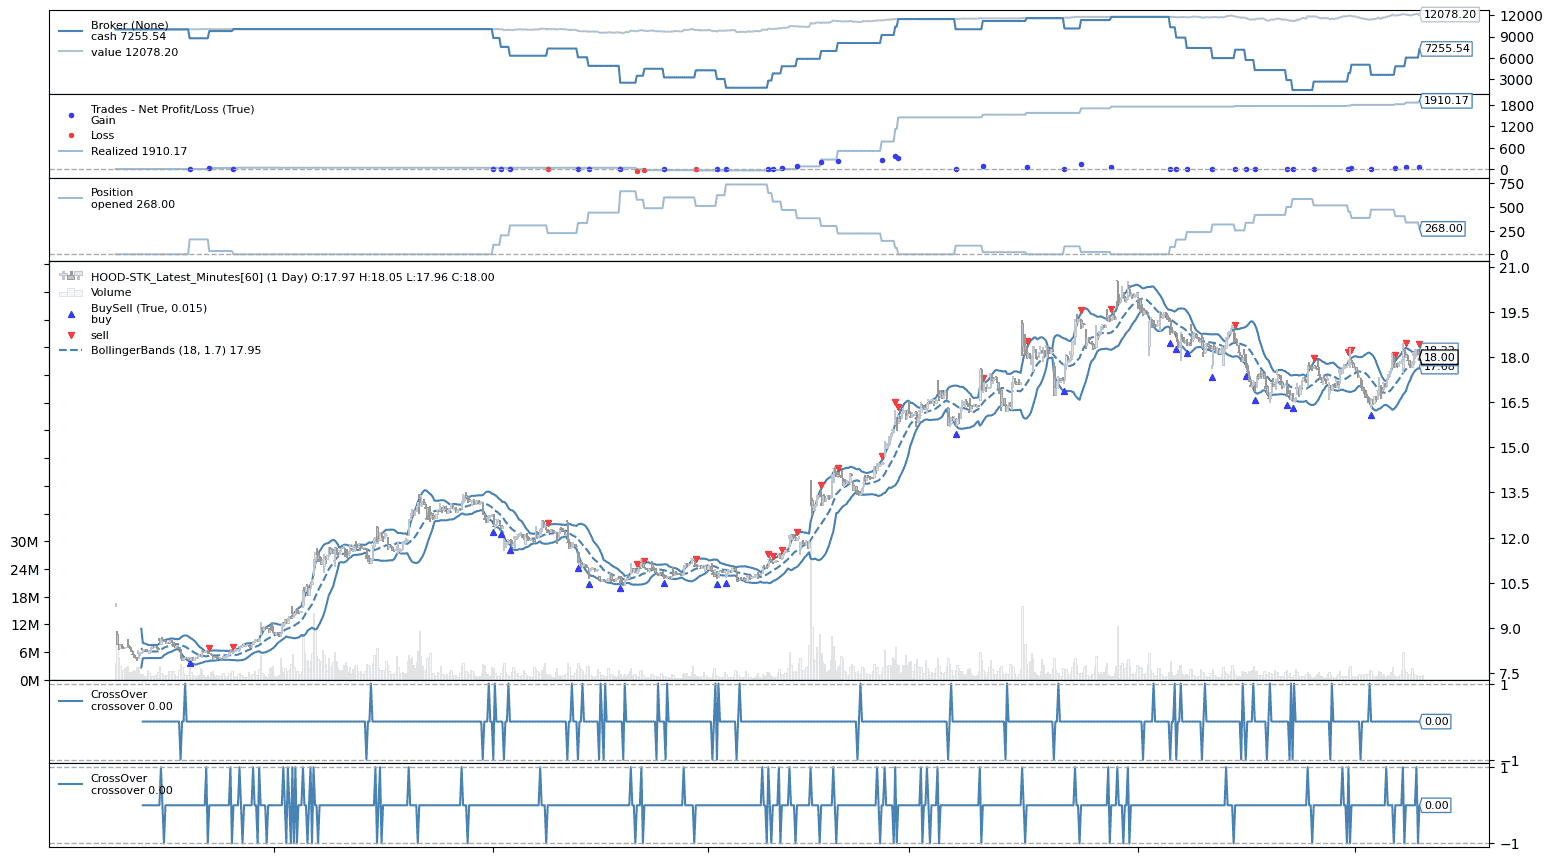 Broker (None)
cash 7255.54
value 12078.20
12078.20
12000
9000
7255.54
6000
3000
Trades - Net Profit/Loss (True)
Gain
Loss
Realized 1910.17
1910.17
1800
1200
600
0
Position
opened 268.00
750
500
268.00
250
0
HOOD-STK_Latest_Minutes[60] (1 Day) O:17.97 H:18.05 L:17.96 C:18.00
Volume
BuySell (True, 0.015)
buy
sell
BollingerBands (18, 1.7) 17.95
21.0
19.5
18.0
18.00
16.5
15.0
13.5
12.0
10.5
9.0
7.5
30M
24M
18M
12M
6M
0M
CrossOver
crossover 0.00
1
0.00
−1
CrossOver
crossover 0.00
1
0.00
−1